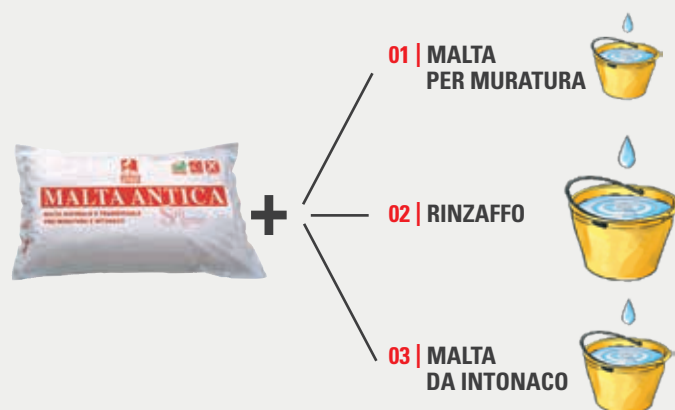 01 | MALTA
PER MURATURA
MALTA ANTICA
+
02 | RINZAFFO
03 | MALTA
DA INTONACO